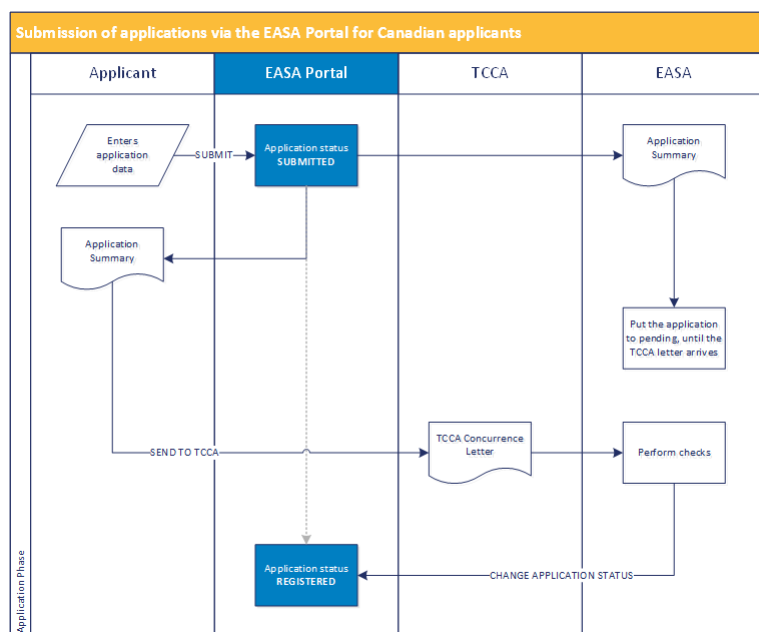 Submission of applications via the EASA Portal for Canadian applicants
Applicant
EASA Portal
TCCA
EASA
Enters
application
data
SUBMIT
Application status
SUBMITTED
Application
Summary
Application
Summary
Put the application
to pending, until the
TCCA letter arrives
SEND TO TCCA
TCCA Concurrence
Letter
Perform checks
Application status
REGISTERED
CHANGE APPLICATION STATUS
Application Phase